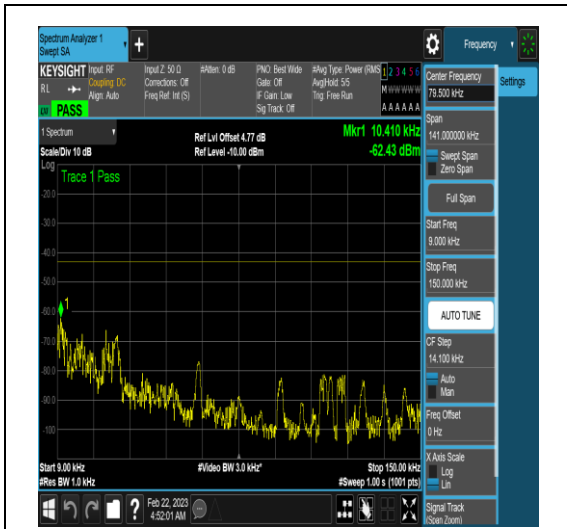 Spectrum Analyzer 1
Swept SA
+
Frequency
KEYSIGHT
RL
PASS
Input: RF
Coupling: DC
Align: Auto
Input Z: 50 Ω
Corrections: Off
Freq Ref: Int (S)
#Atten: 0 dB
PNO: Best Wide
Gate: Off
IF Gain: Low
Sig Track: Off
#Avg Type: Power (RMS
Avg|Hold: 5/5
Trig: Free Run
1 2 3 4 5 6
M W W W W W
A A A A A A
1 Spectrum
Scale/Div 10 dB
Ref Lvl Offset 4.77 dB
Ref Level -10.00 dBm
Mkr1 10.410 kHz
-62.43 dBm
Log
Trace 1 Pass
-20.0
-30.0
-40.0
-50.0
-60.0
-70.0
-80.0
-90.0
-100
1
Start 9.00 kHz
#Res BW 1.0 kHz
#Video BW 3.0 kHz*
Stop 150.00 kHz
#Sweep 1.00 s (1001 pts)
?
Feb 22, 2023
4:52:01 AM
Center Frequency
79.500 kHz
Span
141.000000 kHz
Swept Span
Zero Span
Full Span
Start Freq
9.000 kHz
Stop Freq
150.000 kHz
AUTO TUNE
CF Step
14.100 kHz
Auto
Man
Freq Offset
0 Hz
X Axis Scale
Log
Lin
Signal Track
(Span Zoom)
Settings